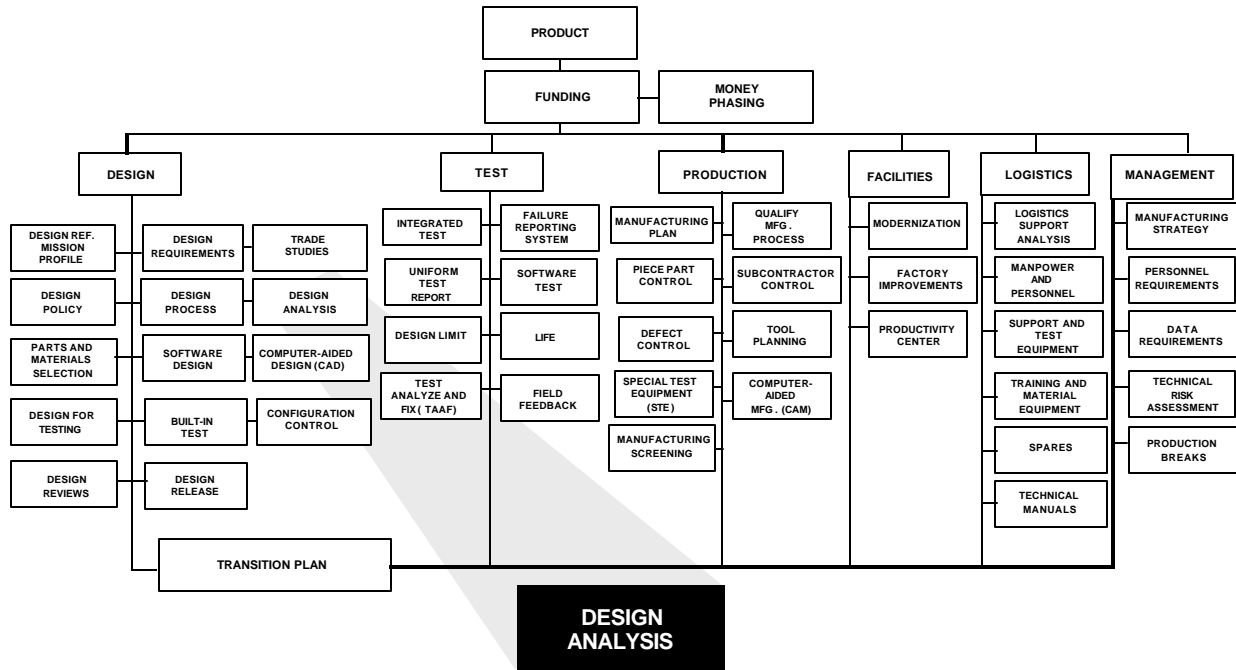 PRODUCT
FUNDING
MONEY
PHASING
DESIGN
TEST
PRODUCTION
FACILITIES
LOGISTICS
MANAGEMENT
DESIGN REF.
MISSION
PROFILE
DESIGN
REQUIREMENTS
TRADE
STUDIES
DESIGN
POLICY
DESIGN
PROCESS
DESIGN
ANALYSIS
PARTS AND
MATERIALS
SELECTION
SOFTWARE
DESIGN
COMPUTER-AIDED
DESIGN (CAD)
DESIGN FOR
TESTING
BUILT-IN
TEST
CONFIGURATION
CONTROL
DESIGN
REVIEWS
DESIGN
RELEASE
INTEGRATED
TEST
FAILURE
REPORTING
SYSTEM
UNIFORM
TEST
REPORT
SOFTWARE
TEST
DESIGN LIMIT
LIFE
TEST
ANALYZE AND
FIX ( TAAF)
FIELD
FEEDBACK
MANUFACTURING
PLAN
QUALIFY
MFG .
PROCESS
PIECE PART
CONTROL
SUBCONTRACTOR
CONTROL
DEFECT
CONTROL
TOOL
PLANNING
SPECIAL TEST
EQUIPMENT
(STE)
COMPUTER-
AIDED
MFG . (CAM)
MANUFACTURING
SCREENING
MODERNIZATION
FACTORY
IMPROVEMENTS
PRODUCTIVITY
CENTER
LOGISTICS
SUPPORT
ANALYSIS
MANPOWER
AND
PERSONNEL
SUPPORT AND
TEST
EQUIPMENT
TRAINING AND
MATERIAL
EQUIPMENT
SPARES
TECHNICAL
MANUALS
MANUFACTURING
STRATEGY
PERSONNEL
REQUIREMENTS
DATA
REQUIREMENTS
TECHNICAL
RISK
ASSESSMENT
PRODUCTION
BREAKS
TRANSITION PLAN
DESIGN
ANALYSIS